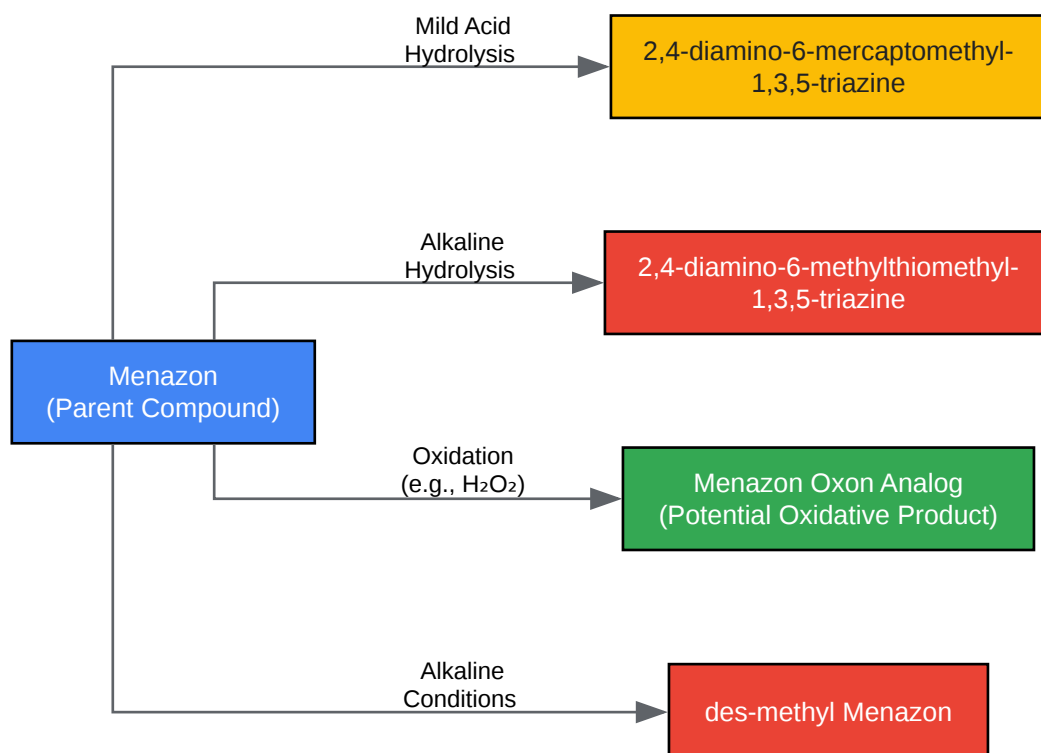 Mild Acid
Hydrolysis
2,4-diamino-6-mercaptomethyl-
1,3,5-triazine
Alkaline
Hydrolysis
2,4-diamino-6-methylthiomethyl-
1,3,5-triazine
Menazon
(Parent Compound)
Oxidation
(e.g., H₂O₂)
Menazon Oxon Analog
(Potential Oxidative Product)
Alkaline
Conditions
des-methyl Menazon